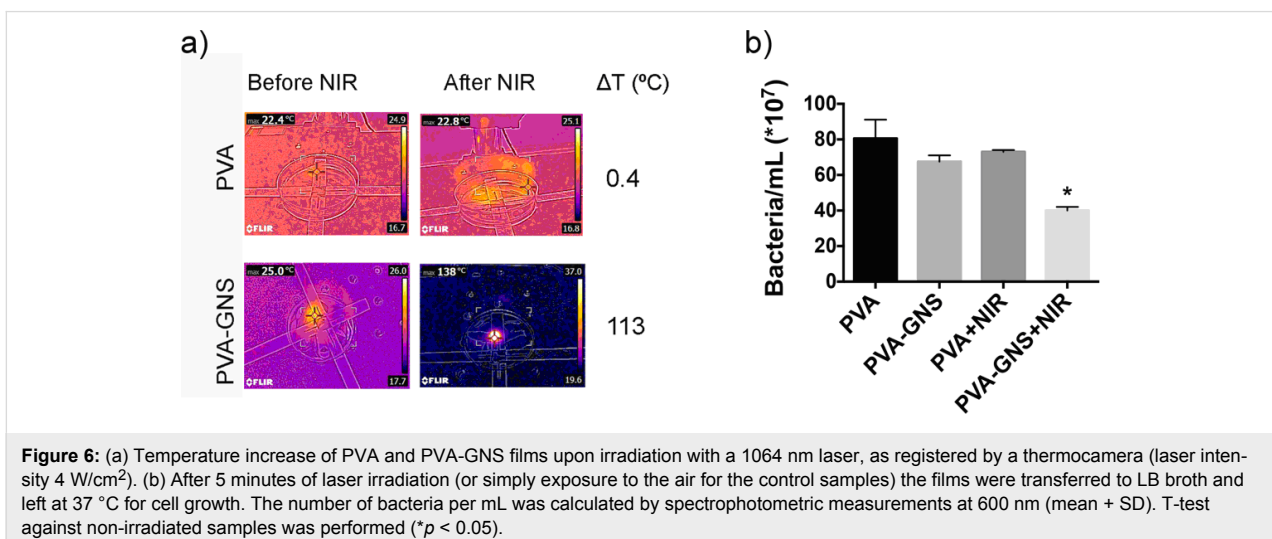 a)
Before NIR
After NIR
ΔT (ºC)
PVA
max 22.4 °C
24.9
16.7
FLIR
max 22.8 °C
25.1
16.8
FLIR
0.4
PVA-GNS
max 25.0 °C
26.0
17.7
FLIR
max 138 °C
37.0
19.6
FLIR
113
b)
Bacteria/mL (*10⁷)
100
80
60
40
20
0
*
PVA
PVA-GNS
PVA+NIR
PVA-GNS+NIR
Figure 6: (a) Temperature increase of PVA and PVA-GNS films upon irradiation with a 1064 nm laser, as registered by a thermocamera (laser inten-
sity 4 W/cm²). (b) After 5 minutes of laser irradiation (or simply exposure to the air for the control samples) the films were transferred to LB broth and
left at 37 °C for cell growth. The number of bacteria per mL was calculated by spectrophotometric measurements at 600 nm (mean + SD). T-test
against non-irradiated samples was performed (*p < 0.05).